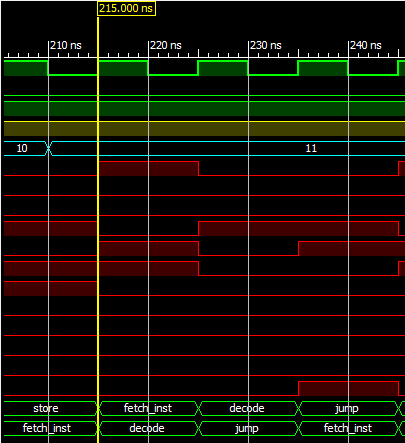 215.000 ns
210 ns 220 ns 230 ns 240 ns
10 11
store fetch_inst decode jump
fetch_inst decode jump fetch_inst